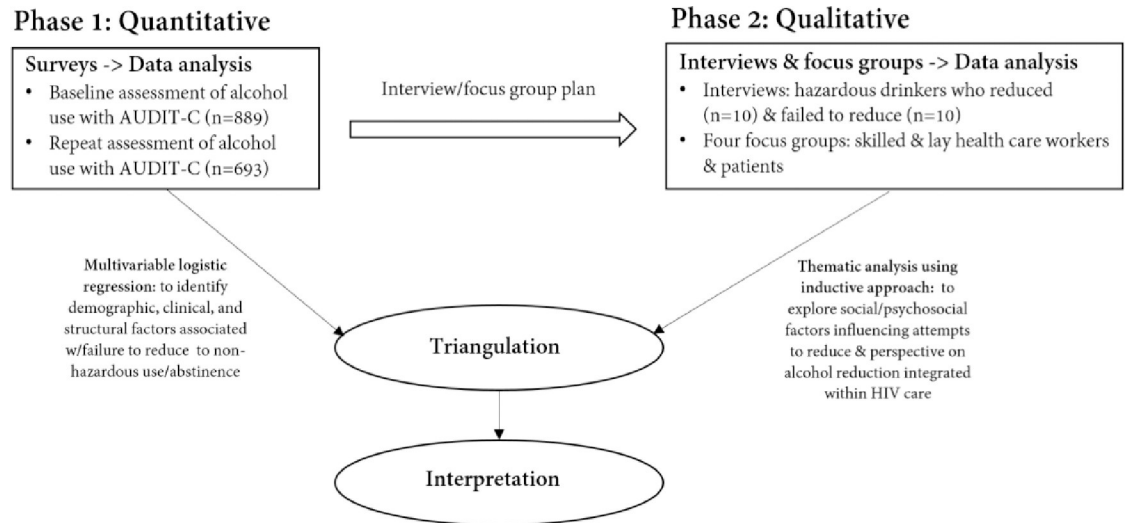 Phase 1: Quantitative
Surveys -> Data analysis
• Baseline assessment of alcohol
use with AUDIT-C (n=889)
• Repeat assessment of alcohol
use with AUDIT-C (n=693)
Interview/focus group plan
Phase 2: Qualitative
Interviews & focus groups -> Data analysis
• Interviews: hazardous drinkers who reduced
(n=10) & failed to reduce (n=10)
• Four focus groups: skilled & lay health care workers
& patients
Multivariable logistic
regression: to identify
demographic, clinical, and
structural factors associated
w/failure to reduce to non-
hazardous use/abstinence
Thematic analysis using
inductive approach: to
explore social/psychosocial
factors influencing attempts
to reduce & perspective on
alcohol reduction integrated
within HIV care
Triangulation
Interpretation